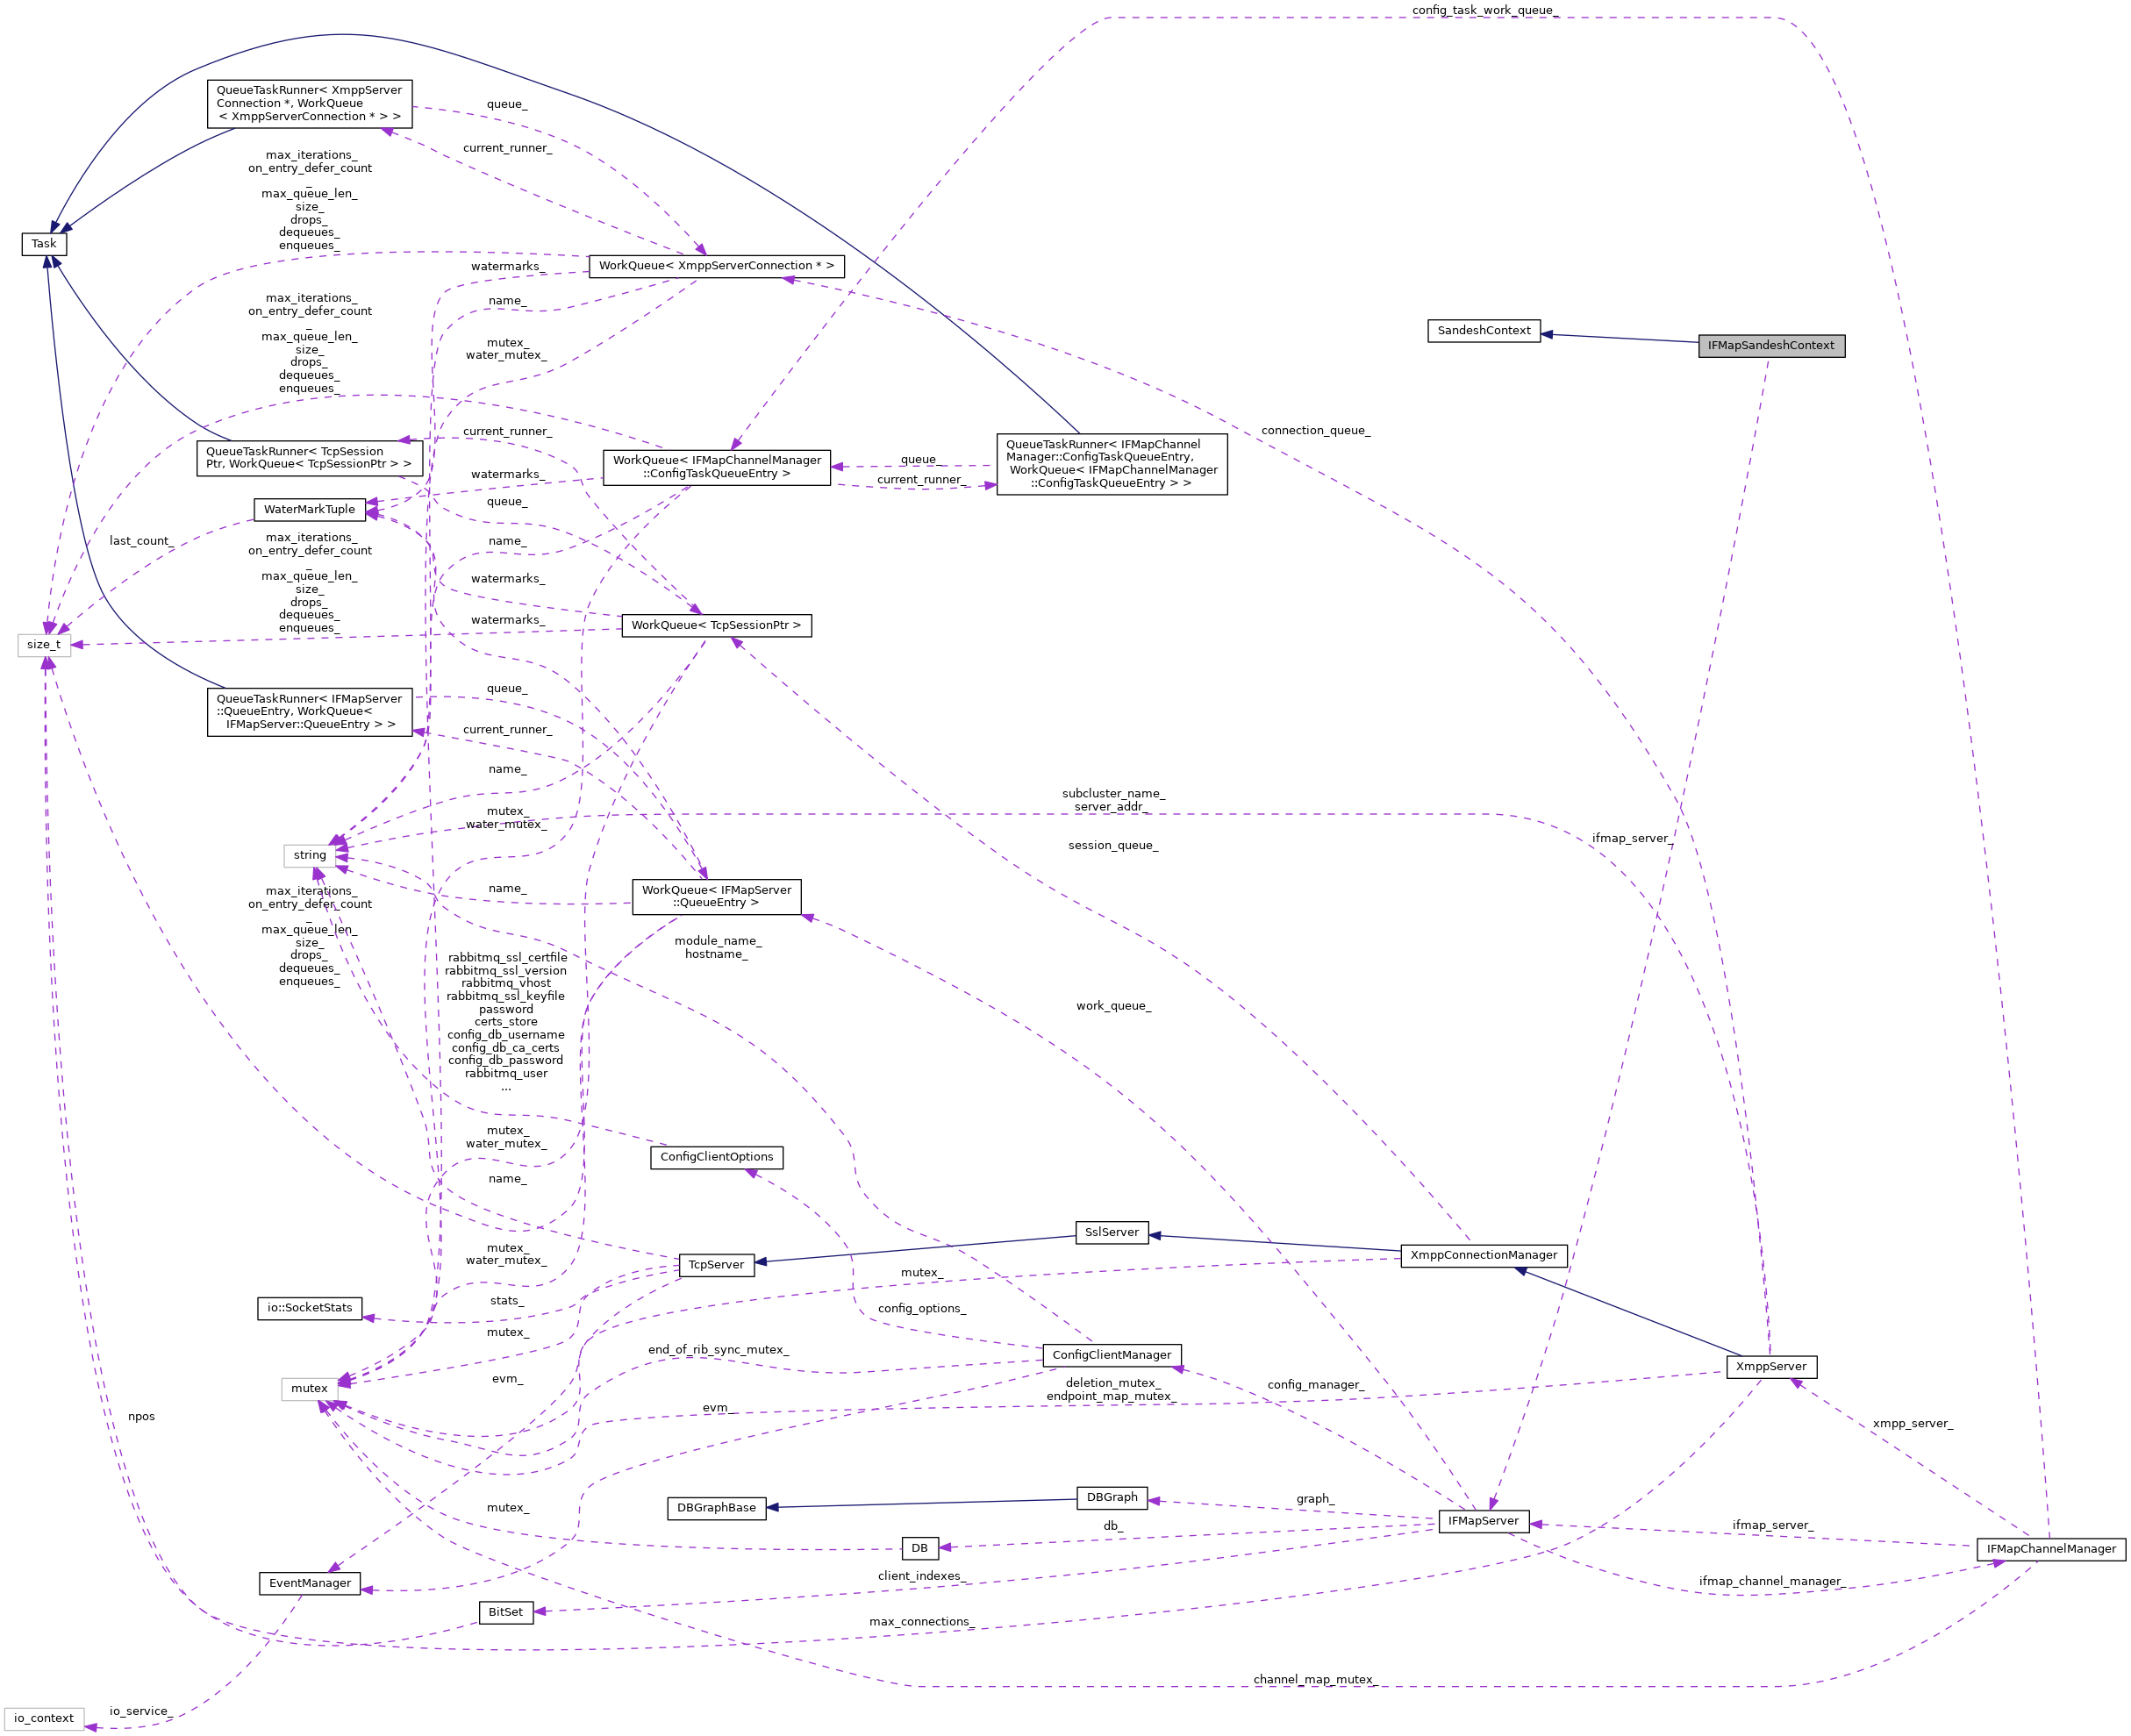 config_task_work_queue_
QueueTaskRunner< XmppServer
Connection *, WorkQueue
< XmppServerConnection * > >
queue_
current_runner_
max_iterations_
on_entry_defer_count
_
max_queue_len_
size_
drops_
dequeues_
enqueues_
Task
WorkQueue< XmppServerConnection * >
watermarks_
name_
max_iterations_
on_entry_defer_count
_
max_queue_len_
size_
drops_
dequeues_
enqueues_
mutex_
water_mutex_
SandeshContext
IFMapSandeshContext
current_runner_
connection_queue_
QueueTaskRunner< TcpSession
Ptr, WorkQueue< TcpSessionPtr > >
WorkQueue< IFMapChannelManager
::ConfigTaskQueueEntry >
queue_
current_runner_
QueueTaskRunner< IFMapChannel
Manager::ConfigTaskQueueEntry,
WorkQueue< IFMapChannelManager
::ConfigTaskQueueEntry > >
watermarks_
queue_
WaterMarkTuple
last_count_
name_
max_iterations_
on_entry_defer_count
_
max_queue_len_
size_
drops_
dequeues_
enqueues_
watermarks_
watermarks_
WorkQueue< TcpSessionPtr >
size_t
QueueTaskRunner< IFMapServer
::QueueEntry, WorkQueue<
IFMapServer::QueueEntry > >
queue_
current_runner_
name_
subcluster_name_
server_addr_
mutex_
water_mutex_
session_queue_
ifmap_server_
string
WorkQueue< IFMapServer
::QueueEntry >
name_
max_iterations_
on_entry_defer_count
_
max_queue_len_
size_
drops_
dequeues_
enqueues_
module_name_
hostname_
rabbitmq_ssl_certfile
rabbitmq_ssl_version
rabbitmq_vhost
rabbitmq_ssl_keyfile
password
certs_store
config_db_username
config_db_ca_certs
config_db_password
rabbitmq_user
...
work_queue_
mutex_
water_mutex_
ConfigClientOptions
name_
SslServer
mutex_
water_mutex_
TcpServer
XmppConnectionManager
mutex_
io::SocketStats
stats_
config_options_
mutex_
end_of_rib_sync_mutex_
ConfigClientManager
XmppServer
mutex
evm_
deletion_mutex_
endpoint_map_mutex_
config_manager_
evm_
npos
xmpp_server_
mutex_
DBGraphBase
DBGraph
graph_
IFMapServer
ifmap_server_
db_
DB
IFMapChannelManager
EventManager
client_indexes_
ifmap_channel_manager_
BitSet
max_connections_
channel_map_mutex_
io_service_
io_context